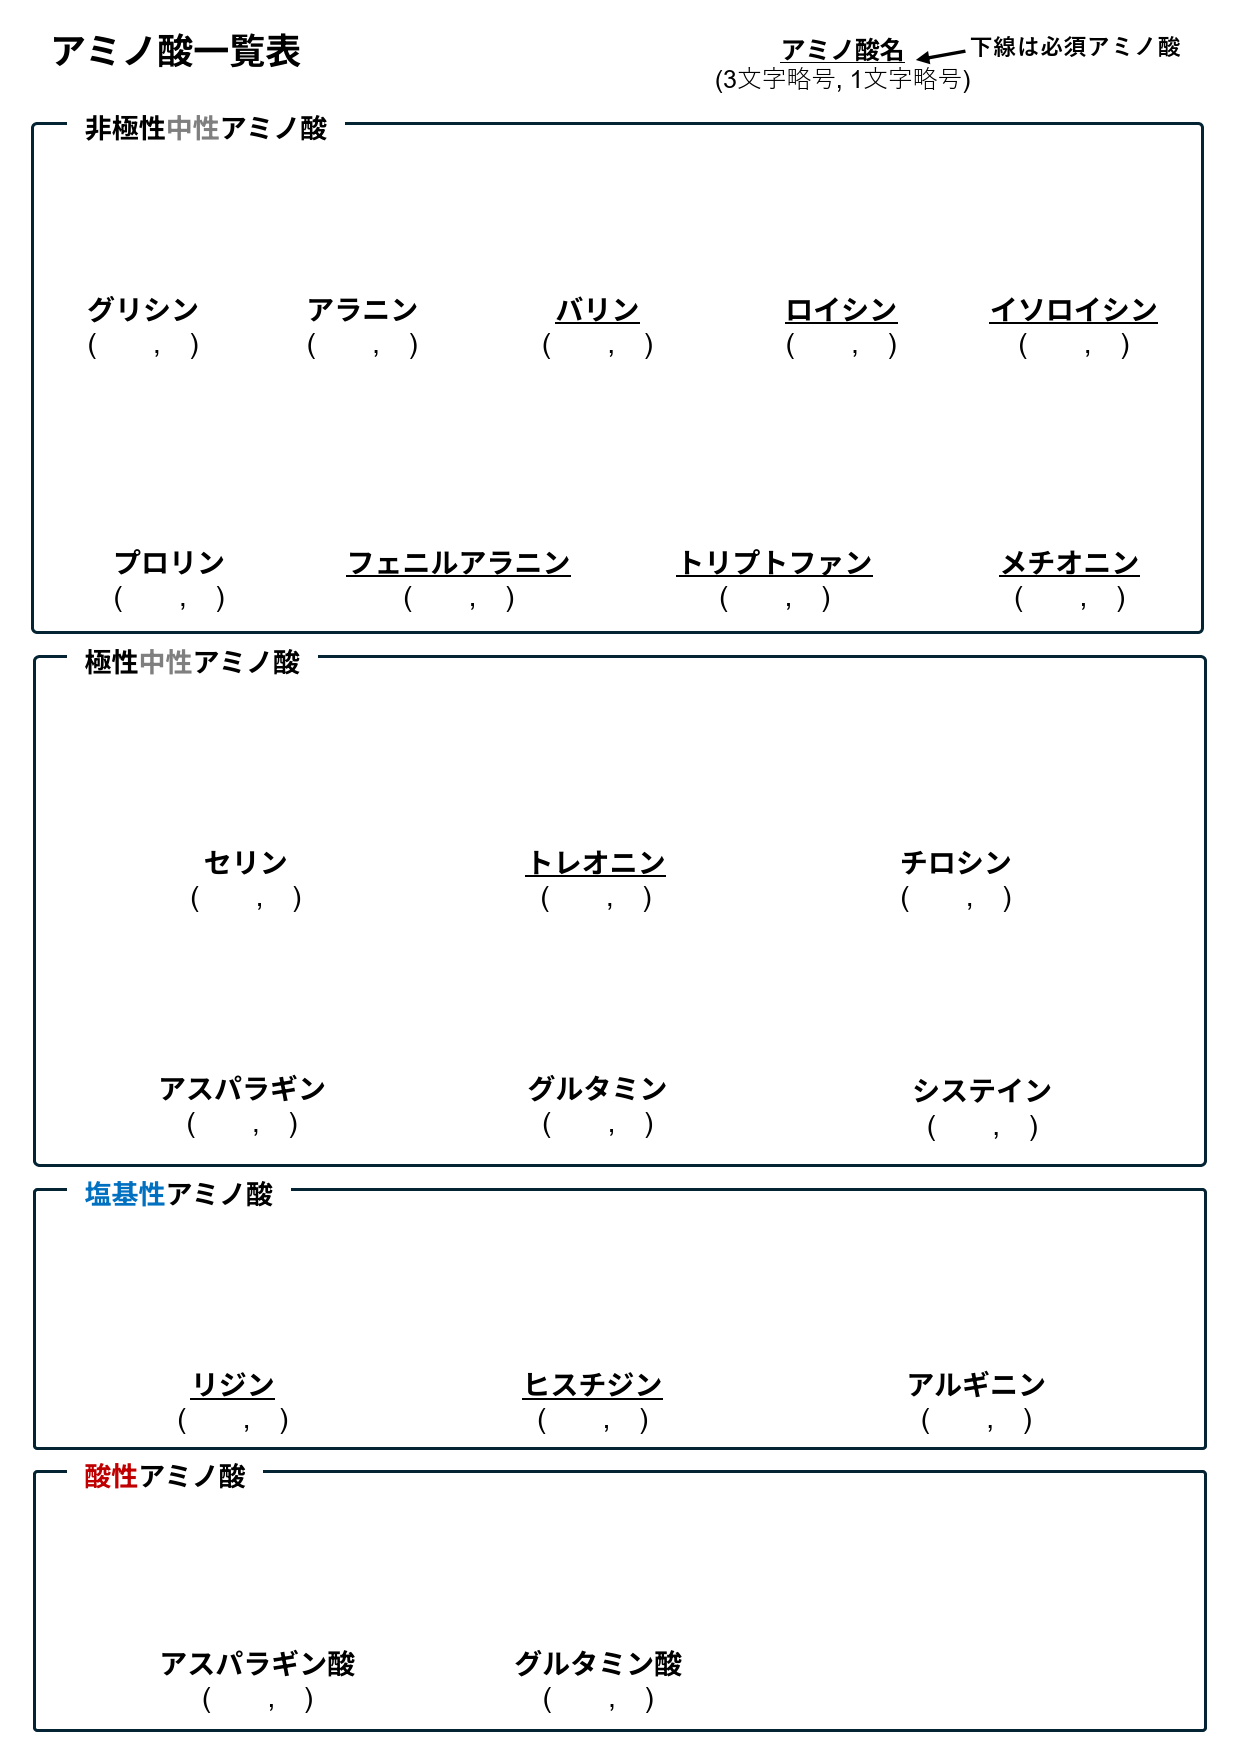 アミノ酸一覧表
アミノ酸名
下線は必須アミノ酸
(3文字略号, 1文字略号)
非極性中性アミノ酸
グリシン アラニン バリン ロイシン イソロイシン
( , ) ( , ) ( , ) ( , ) ( , )
プロリン フェニルアラニン トリプトファン メチオニン
( , ) ( , ) ( , ) ( , )
極性中性アミノ酸
セリン トレオニン チロシン
( , ) ( , ) ( , )
アスパラギン グルタミン システイン
( , ) ( , ) ( , )
塩基性アミノ酸
リジン ヒスチジン アルギニン
( , ) ( , ) ( , )
酸性アミノ酸
アスパラギン酸 グルタミン酸
( , ) ( , )